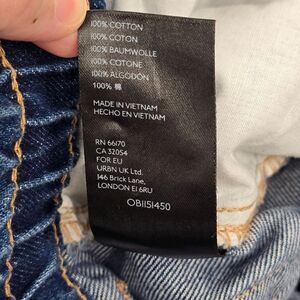 100% COTTON
100% COTON
100% BAUMWOLLE
100% COTONE
100% ALGODÓN
100% 棉
MADE IN VIETNAM
HECHO EN VIETNAM
RN 66170
CA 32054
FOR EU
URBN UK Ltd.
146 Brick Lane,
LONDON E1 6RU
OB1151450